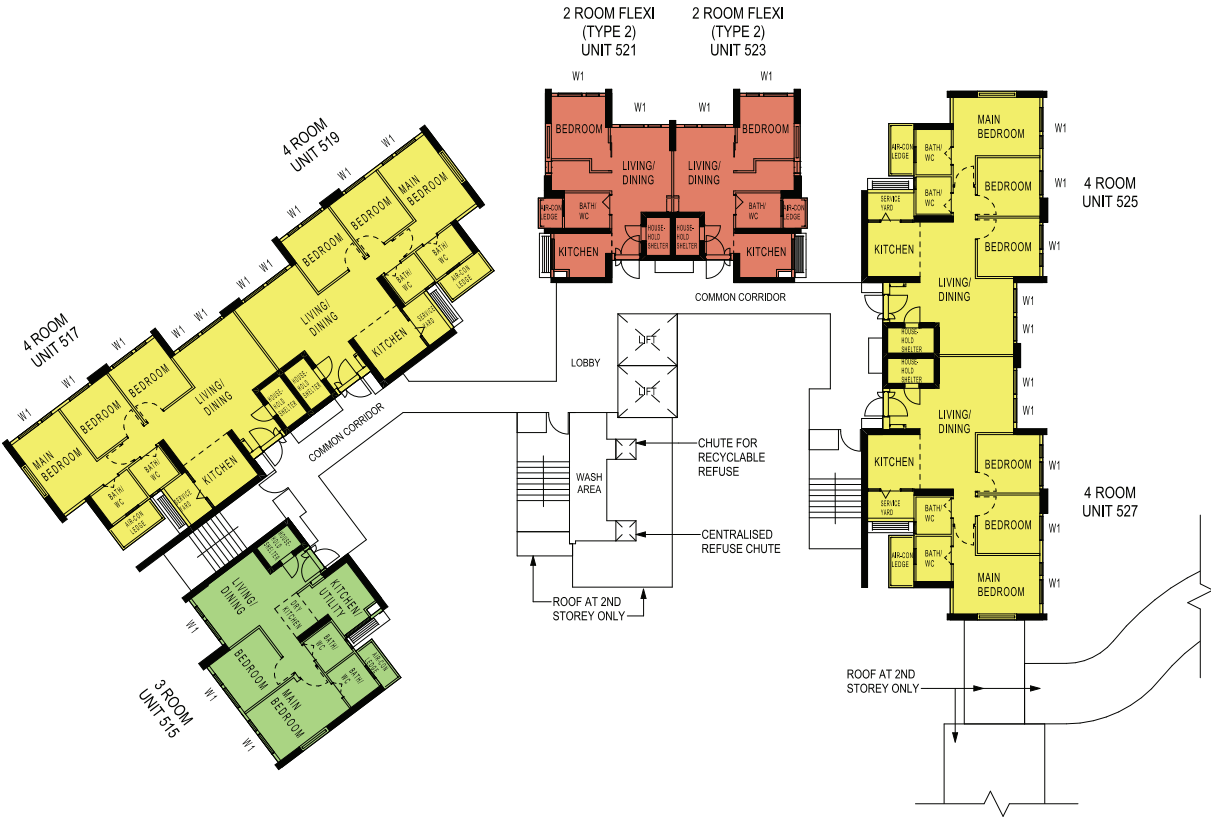 2 ROOM FLEXI
(TYPE 2)
UNIT 521
2 ROOM FLEXI
(TYPE 2)
UNIT 523
W1
W1
W1
W1
BEDROOM
LIVING/
DINING
BATH/
WC
AIR-CON
LEDGE
KITCHEN
HOUSE-
HOLD
SHELTER
BEDROOM
LIVING/
DINING
BATH/
WC
AIR-CON
LEDGE
KITCHEN
HOUSE-
HOLD
SHELTER
4 ROOM
UNIT 519
W1
W1
W1
W1
MAIN
BEDROOM
BEDROOM
BEDROOM
LIVING/
DINING
BATH/
WC
BATH/
WC
AIR-CON
LEDGE
SERVICE
YARD
KITCHEN
HOUSE-
HOLD
SHELTER
4 ROOM
UNIT 517
W1
W1
W1
W1
W1
W1
BEDROOM
BEDROOM
MAIN
BEDROOM
LIVING/
DINING
BATH/
WC
BATH/
WC
AIR-CON
LEDGE
SERVICE
YARD
KITCHEN
HOUSE-
HOLD
SHELTER
COMMON CORRIDOR
3 ROOM
UNIT 515
W1
W1
W1
HOUSE-
HOLD
SHELTER
LIVING/
DINING
DRY
KITCHEN
KITCHEN/
UTILITY
BATH/
WC
BATH/
WC
AIR-CON
LEDGE
BEDROOM
MAIN
BEDROOM
COMMON CORRIDOR
LOBBY
LIFT
LIFT
WASH
AREA
CHUTE FOR
RECYCLABLE
REFUSE
CENTRALISED
REFUSE CHUTE
ROOF AT 2ND
STOREY ONLY
4 ROOM
UNIT 525
MAIN
BEDROOM
W1
AIR-CON
LEDGE
BATH/
WC
BATH/
WC
BEDROOM
W1
SERVICE
YARD
KITCHEN
BEDROOM
W1
LIVING/
DINING
W1
W1
HOUSE-
HOLD
SHELTER
4 ROOM
UNIT 527
HOUSE-
HOLD
SHELTER
W1
W1
LIVING/
DINING
KITCHEN
BEDROOM
W1
SERVICE
YARD
BATH/
WC
BEDROOM
W1
AIR-CON
LEDGE
BATH/
WC
MAIN
BEDROOM
W1
ROOF AT 2ND
STOREY ONLY